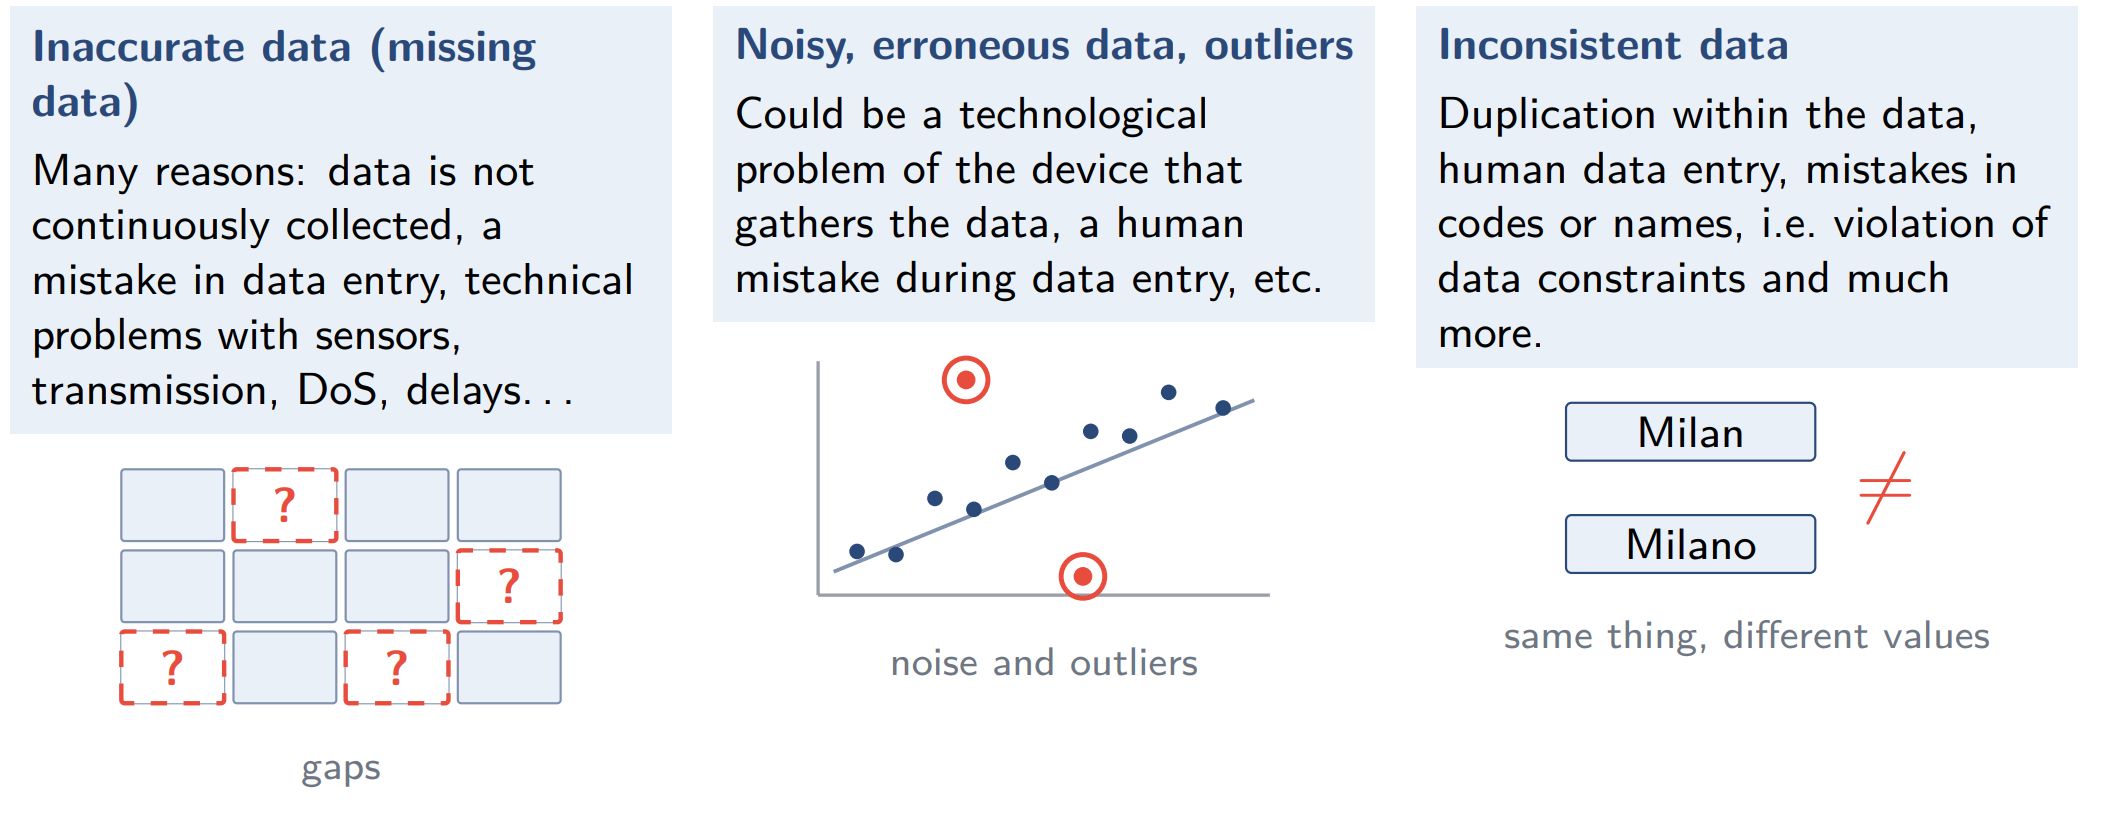 Inaccurate data (missing
data)
Many reasons: data is not
continuously collected, a
mistake in data entry, technical
problems with sensors,
transmission, DoS, delays. . .
?
?
?
?
gaps
Noisy, erroneous data, outliers
Could be a technological
problem of the device that
gathers the data, a human
mistake during data entry, etc.
noise and outliers
Inconsistent data
Duplication within the data,
human data entry, mistakes in
codes or names, i.e. violation of
data constraints and much
more.
Milan
≠
Milano
same thing, different values